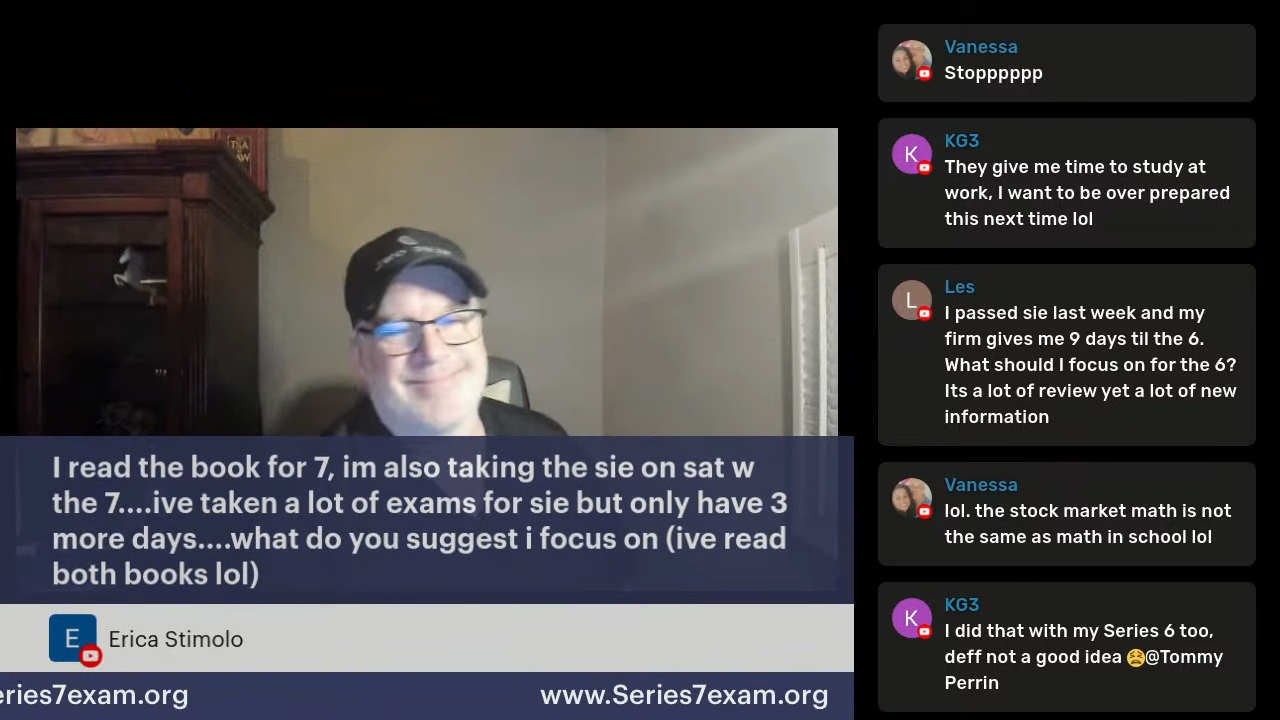 I read the book for 7, im also taking the sie on sat w
the 7....ive taken a lot of exams for sie but only have 3
more days....what do you suggest i focus on (ive read
both books lol)
E
Erica Stimolo
eries7exam.org
www.Series7exam.org
Vanessa
Stopppppp
K
KG3
They give me time to study at
work, I want to be over prepared
this next time lol
L
Les
I passed sie last week and my
firm gives me 9 days til the 6.
What should I focus on for the 6?
Its a lot of review yet a lot of new
information
Vanessa
lol. the stock market math is not
the same as math in school lol
K
KG3
I did that with my Series 6 too,
deff not a good idea 😫@Tommy
Perrin